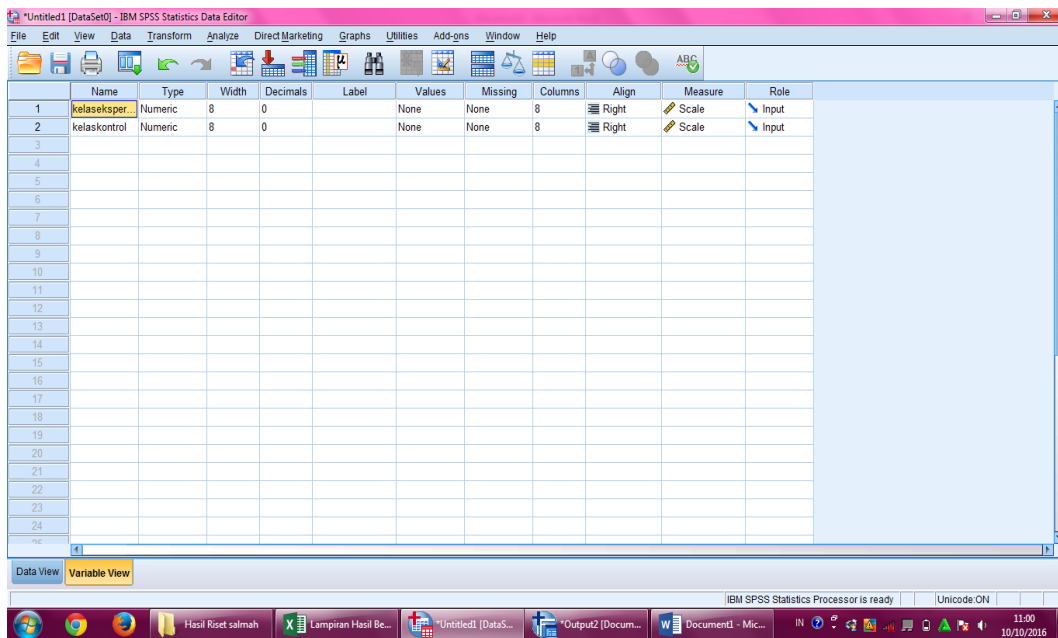 *Untitled1 [DataSet0] - IBM SPSS Statistics Data Editor
File Edit View Data Transform Analyze Direct Marketing Graphs Utilities Add-ons Window Help
Name Type Width Decimals Label Values Missing Columns Align Measure Role
1 kelaseksper... Numeric 8 0 None None 8 Right Scale Input
2 kelaskontrol Numeric 8 0 None None 8 Right Scale Input
3
4
5
6
7
8
9
10
11
12
13
14
15
16
17
18
19
20
21
22
23
24
Data View Variable View
IBM SPSS Statistics Processor is ready Unicode:ON
Hasil Riset salmah Lampiran Hasil Be... *Untitled1 [DataS... *Output2 [Docum... Document1 - Mic... IN 11:00
10/10/2016